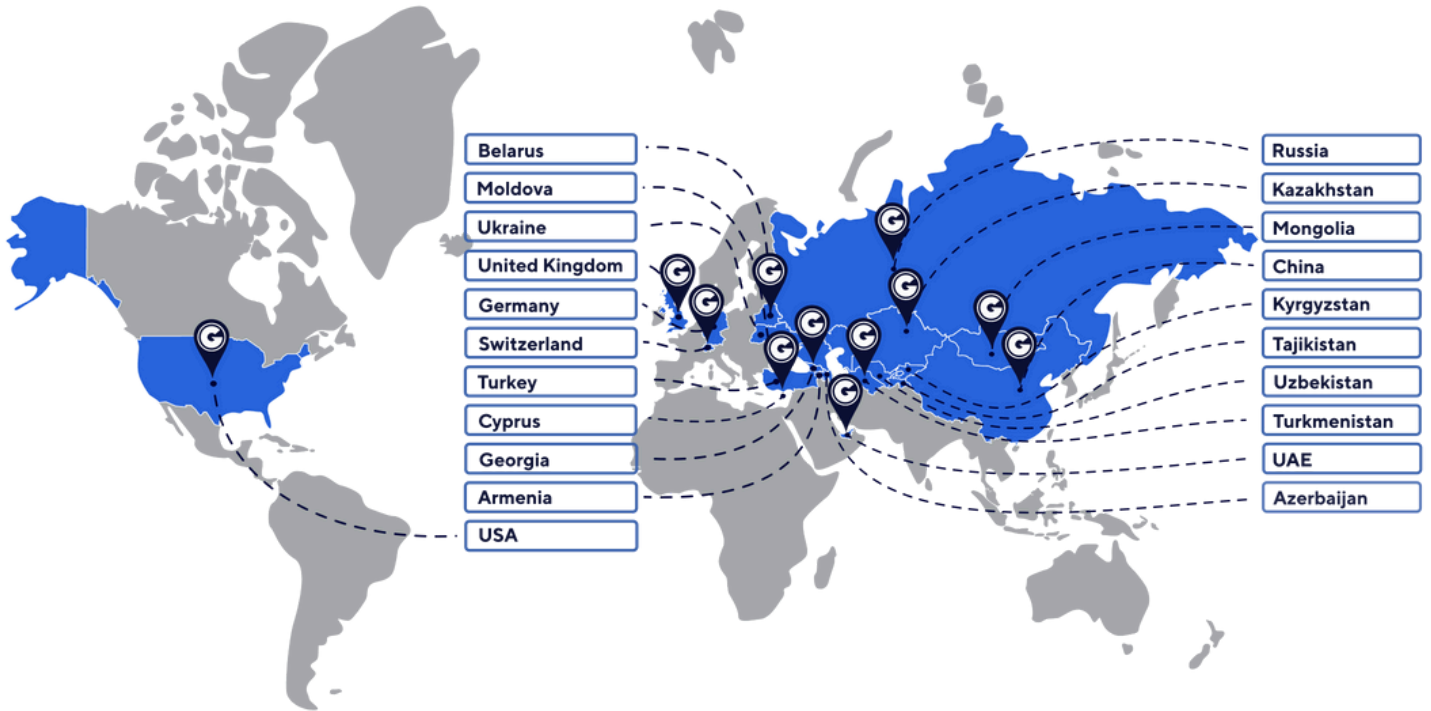 Belarus
Moldova
Ukraine
United Kingdom
Germany
Switzerland
Turkey
Cyprus
Georgia
Armenia
USA
Russia
Kazakhstan
Mongolia
China
Kyrgyzstan
Tajikistan
Uzbekistan
Turkmenistan
UAE
Azerbaijan